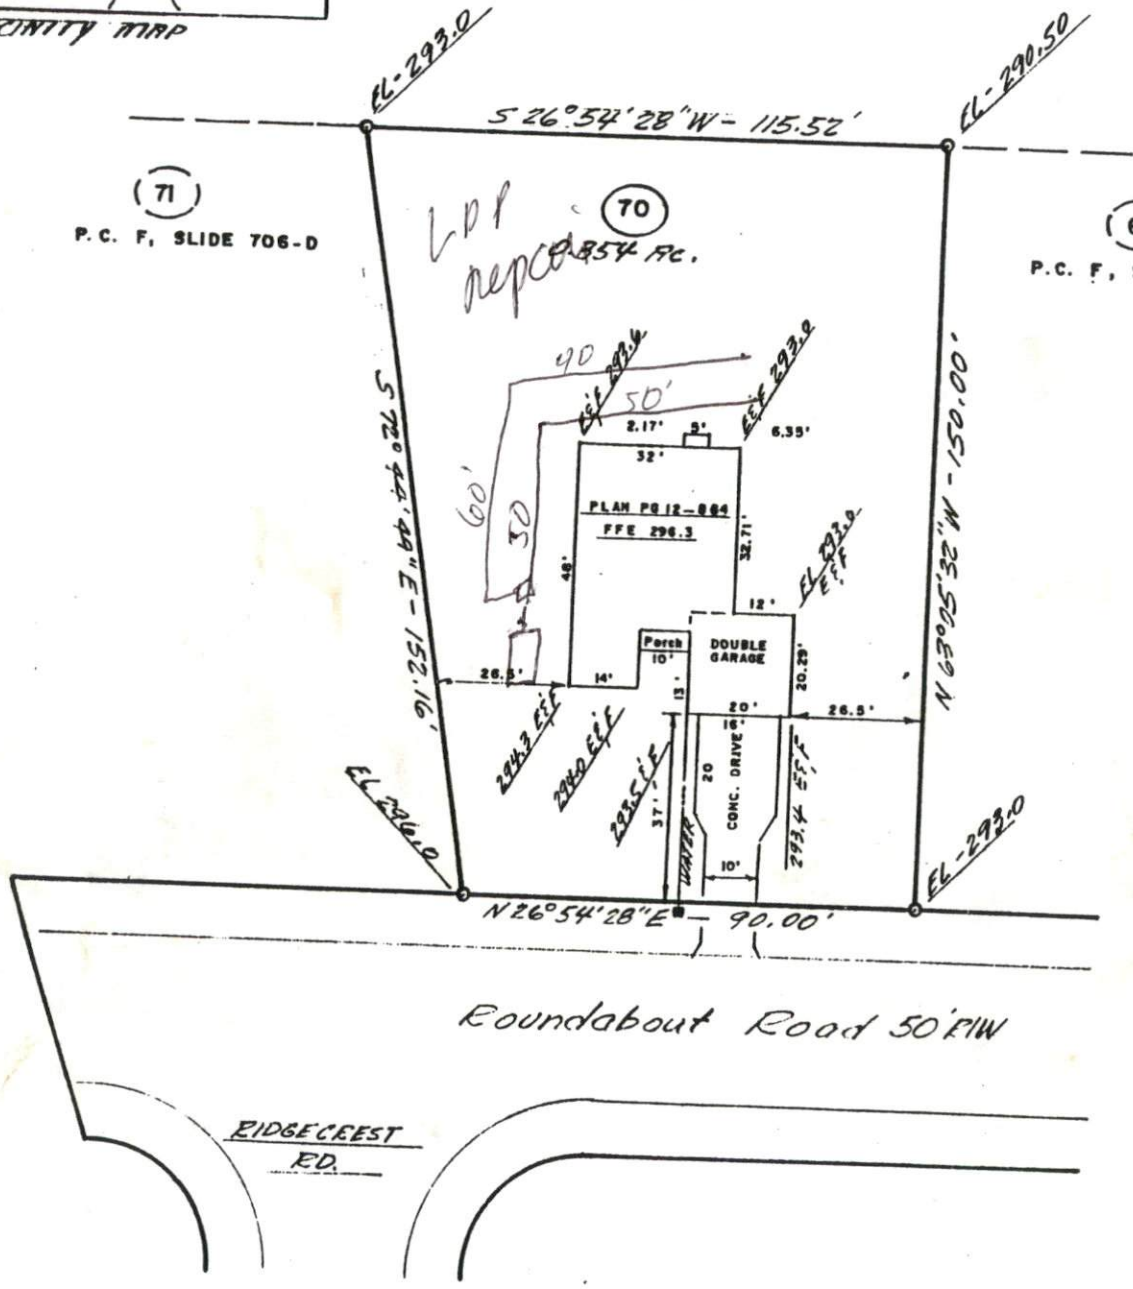 VICINITY MAP
EL-293.0
EL-290.50
S 26°54'28"W - 115.52'
71
P.C. F, SLIDE 706-D
70
0.354 AC.
P.C. F,
LDP
40
50'
60'
30
E&F 293.6
E&F 293.0
2.17'
5'
6.35'
32'
PLAN PG 12-864
FFE 296.3
S 72°44'49"E - 152.16'
N 63°05'32"W - 150.00'
48'
32.71'
EL 293.0
E&F
12'
Porch
10'
DOUBLE
GARAGE
20.29'
26.5'
14'
13'
20'
16'
26.5'
294.3 E&F
294.0 E&F
293.5 E&F
37'
WATER
20
CONC. DRIVE
293.4 E&F
10'
EL 296.0
EL-293.0
N 26°54'28"E - 90.00'
Roundabout Road 50' R/W
RIDGECREST
RD.